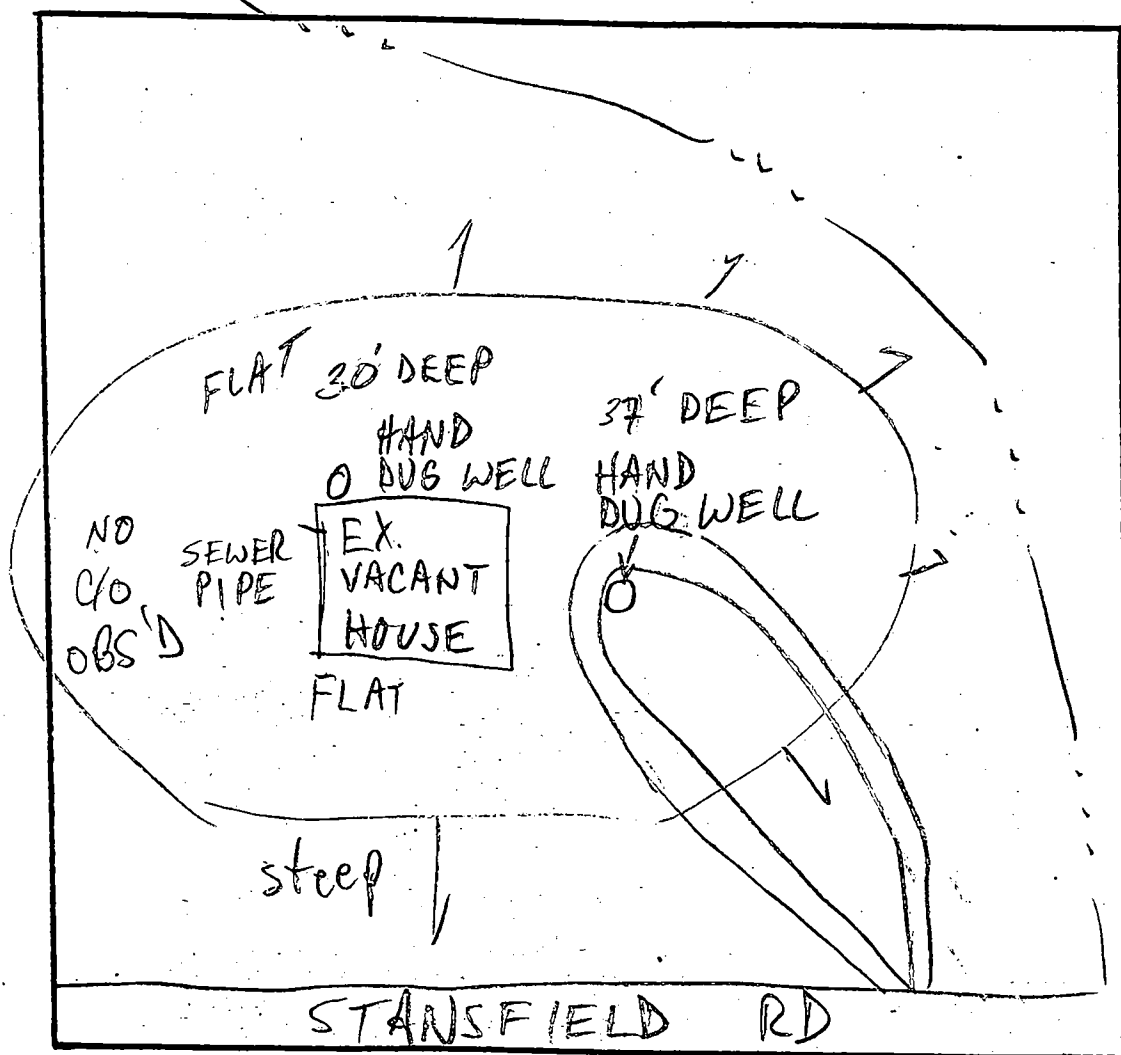 FLAT
30' DEEP
HAND
DUG WELL
37' DEEP
HAND
DUG WELL
NO
C/O
OBS'D
SEWER
PIPE
EX.
VACANT
HOUSE
FLAT
steep
STANSFIELD RD